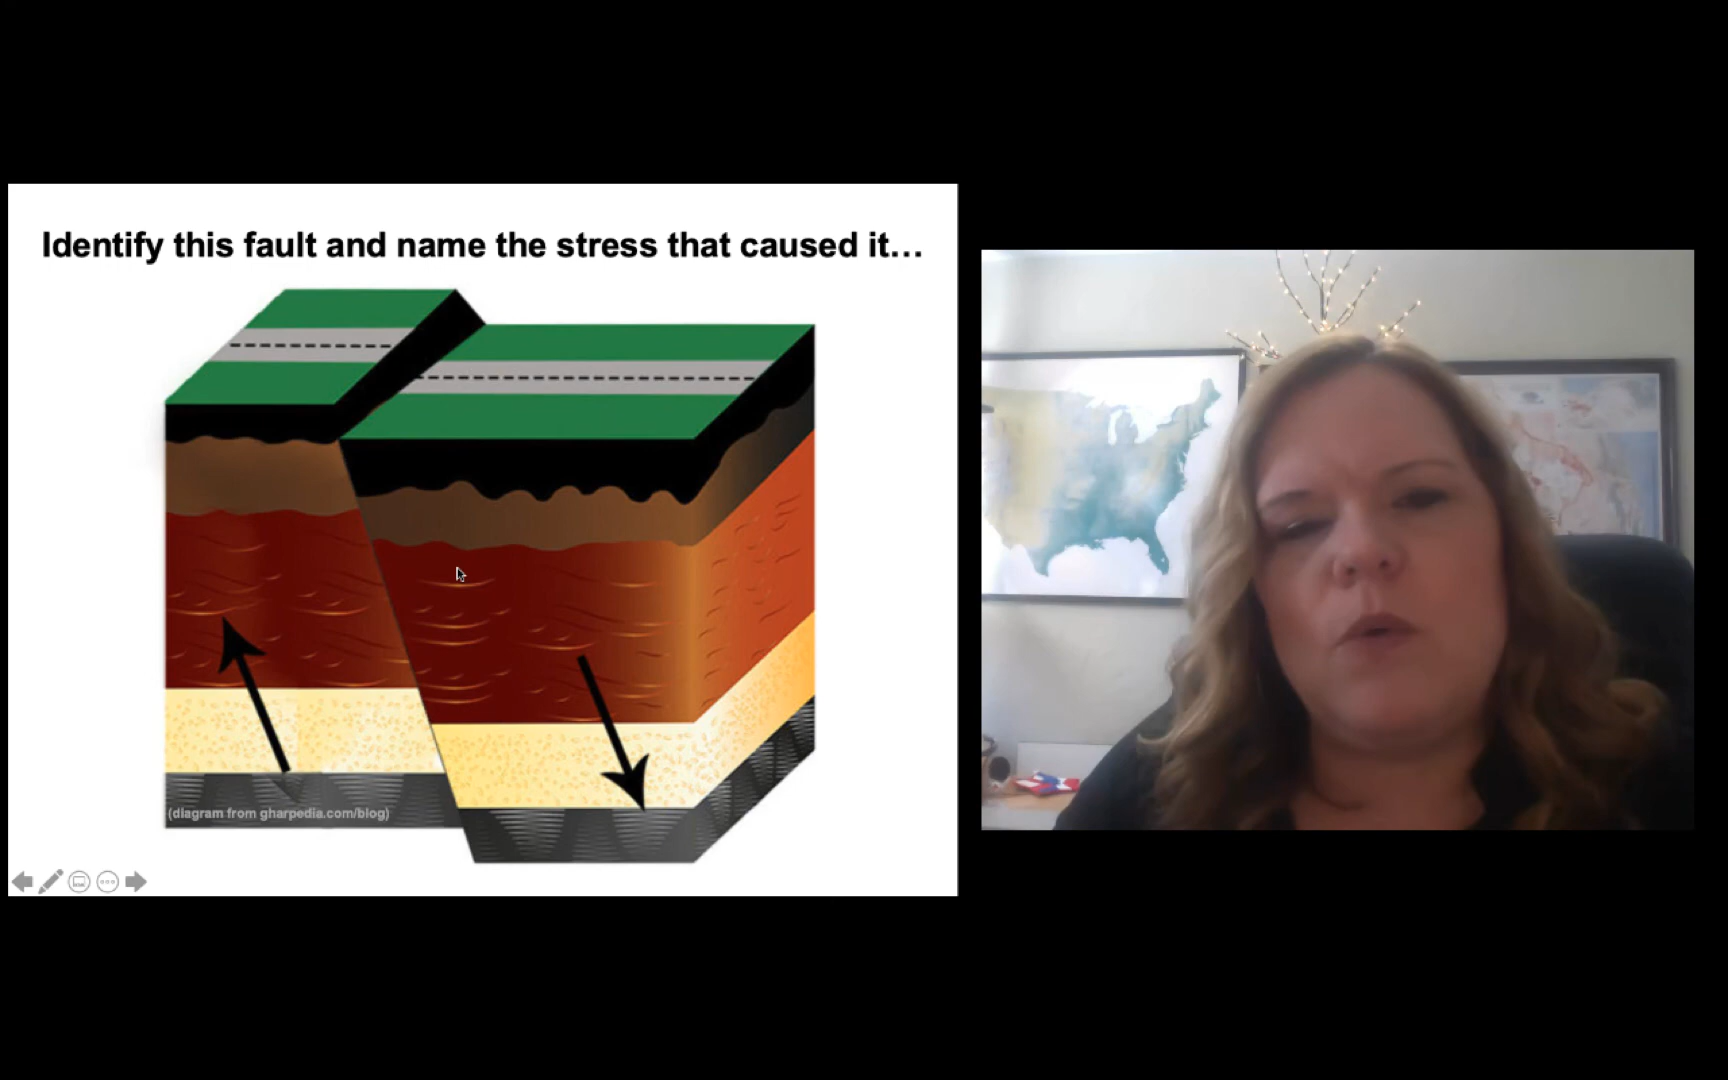 Identify this fault and name the stress that caused it...
(diagram from gharpedia.com/blog)